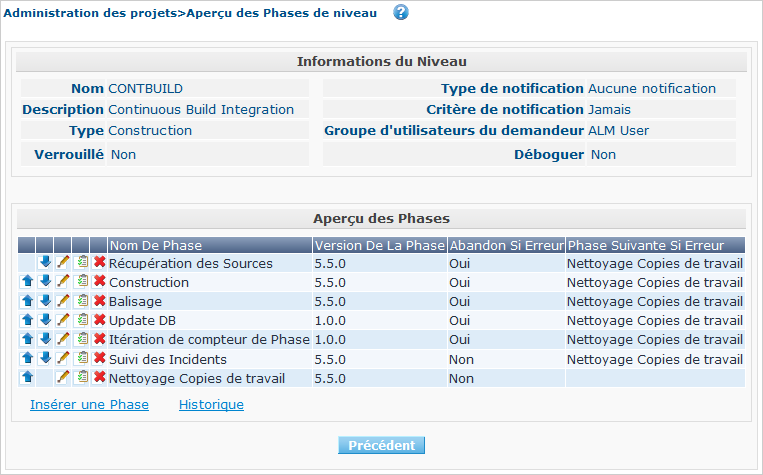 Administration des projets>Aperçu des Phases de niveau ?
Informations du Niveau
Nom CONTBUILD Type de notification Aucune notification
Description Continuous Build Integration Critère de notification Jamais
Type Construction Groupe d'utilisateurs du demandeur ALM User
Verrouillé Non Déboguer Non
Aperçu des Phases
Nom De Phase Version De La Phase Abandon Si Erreur Phase Suivante Si Erreur
Récupération des Sources 5.5.0 Oui Nettoyage Copies de travail
Construction 5.5.0 Oui Nettoyage Copies de travail
Balisage 5.5.0 Oui Nettoyage Copies de travail
Update DB 1.0.0 Oui Nettoyage Copies de travail
Itération de compteur de Phase 1.0.0 Oui Nettoyage Copies de travail
Suivi des Incidents 5.5.0 Non Nettoyage Copies de travail
Nettoyage Copies de travail 5.5.0 Non
Insérer une Phase Historique
Précédent